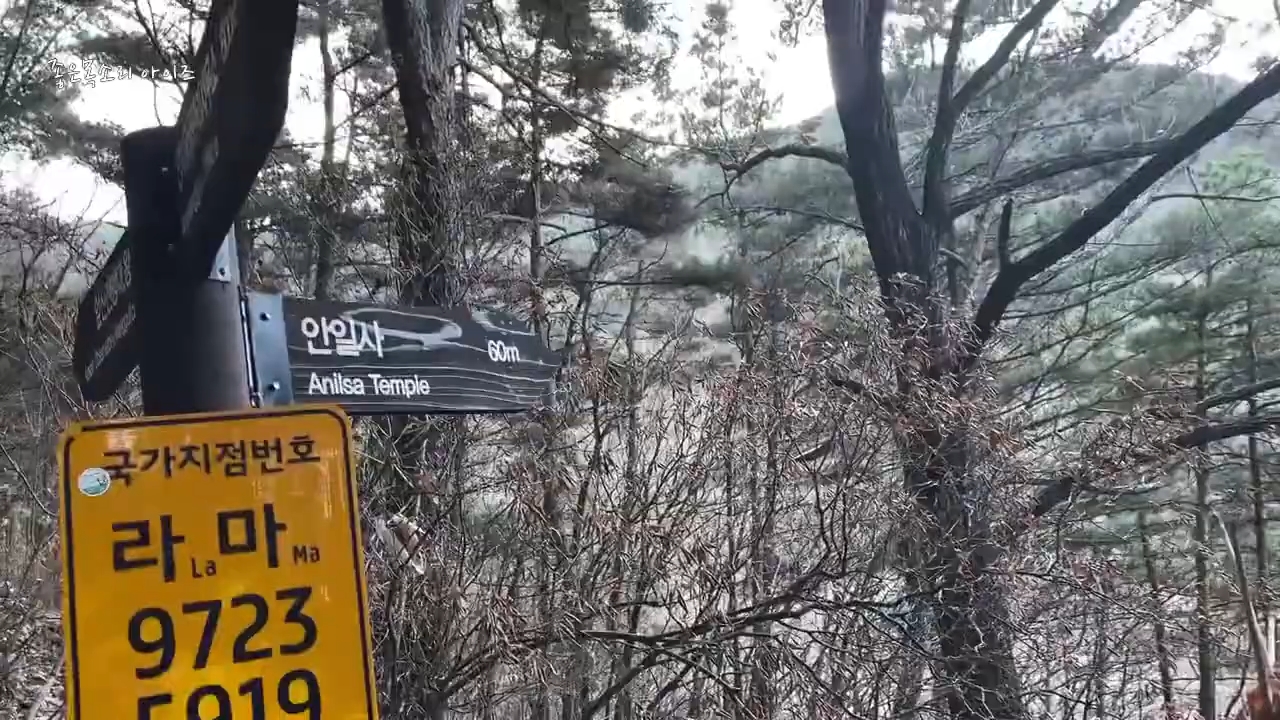 좋은목소리 아이즈
안일사
60m
Anilsa Temple
국가지점번호
라 La 마 Ma
9723
5919